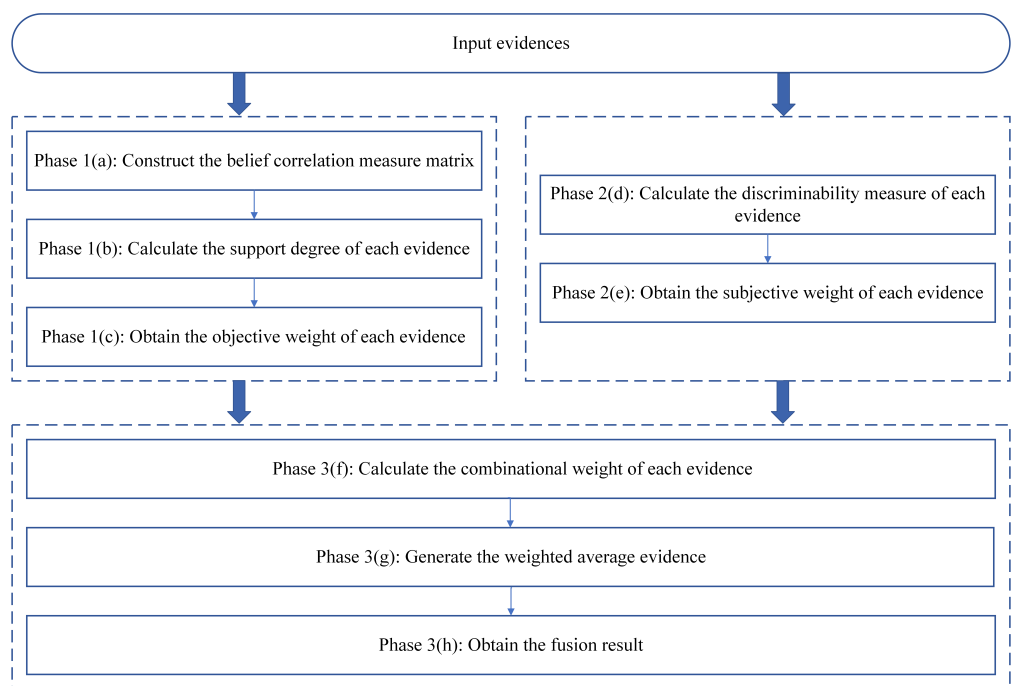 Input evidences
Phase 1(a): Construct the belief correlation measure matrix
Phase 1(b): Calculate the support degree of each evidence
Phase 1(c): Obtain the objective weight of each evidence
Phase 2(d): Calculate the discriminability measure of each
evidence
Phase 2(e): Obtain the subjective weight of each evidence
Phase 3(f): Calculate the combinational weight of each evidence
Phase 3(g): Generate the weighted average evidence
Phase 3(h): Obtain the fusion result